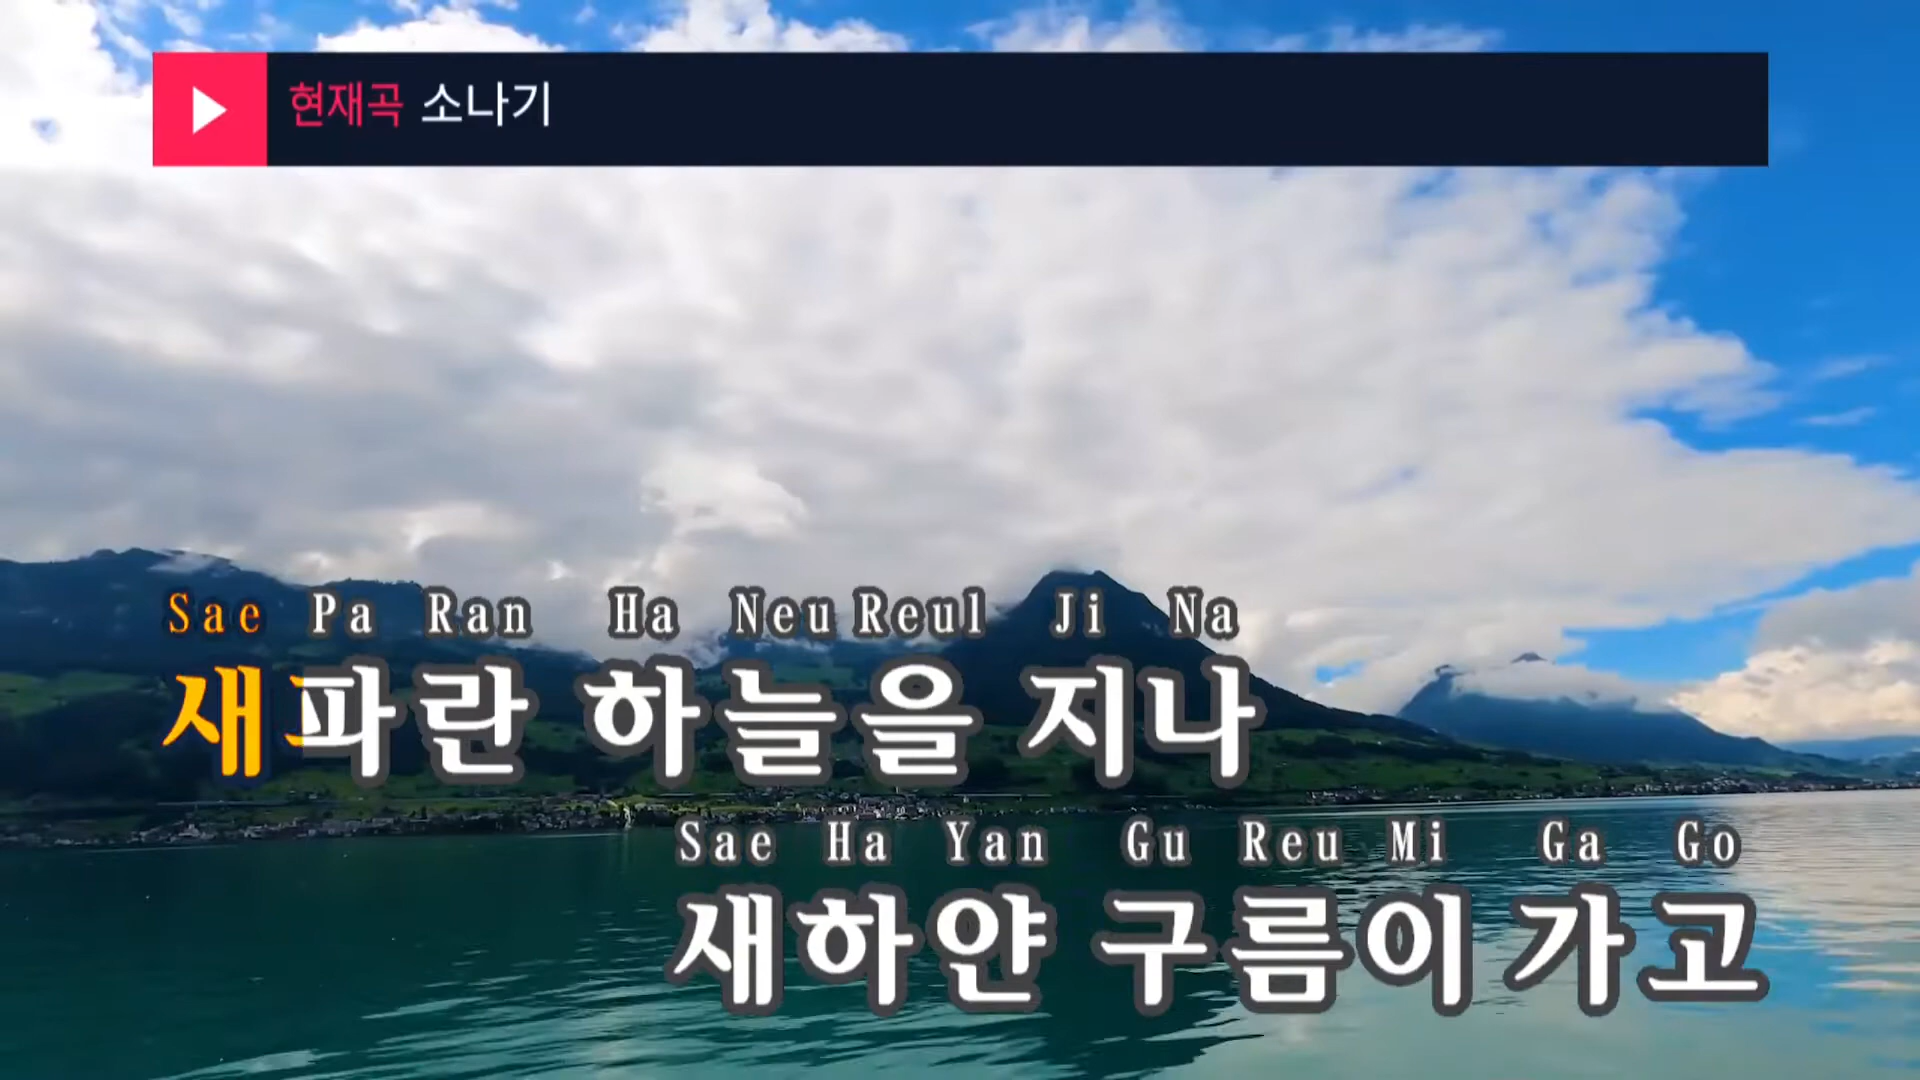 현재곡 소나기
Sae Pa Ran Ha Neu Reul Ji Na
새파란 하늘을 지나
Sae Ha Yan Gu Reu Mi Ga Go
새하얀 구름이 가고